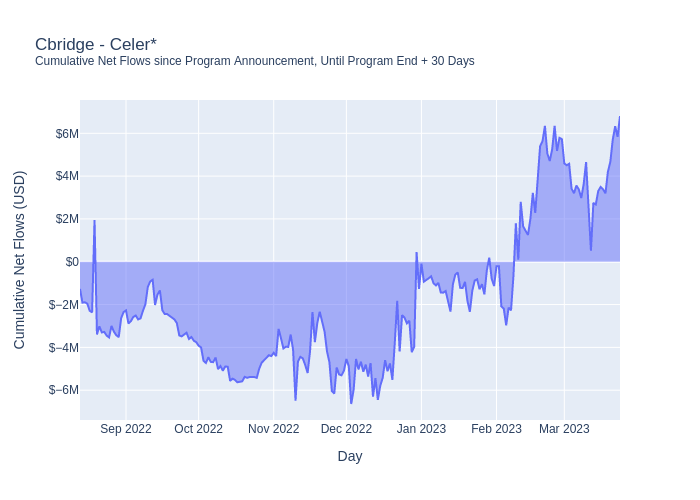 Cbridge - Celer*
Cumulative Net Flows since Program Announcement, Until Program End + 30 Days
Cumulative Net Flows (USD)
$6M
$4M
$2M
$0
$−2M
$−4M
$−6M
Sep 2022
Oct 2022
Nov 2022
Dec 2022
Jan 2023
Feb 2023
Mar 2023
Day